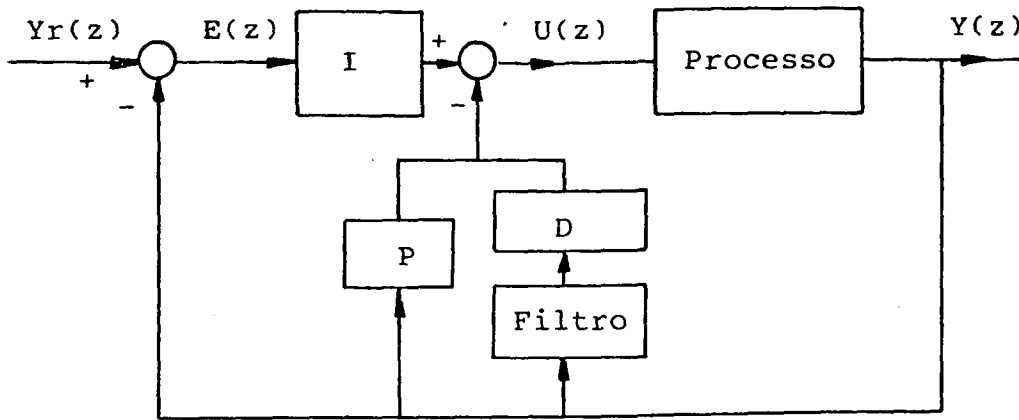 Yr(z) E(z) I U(z) Processo Y(z)
+ - + -
P
D
Filtro